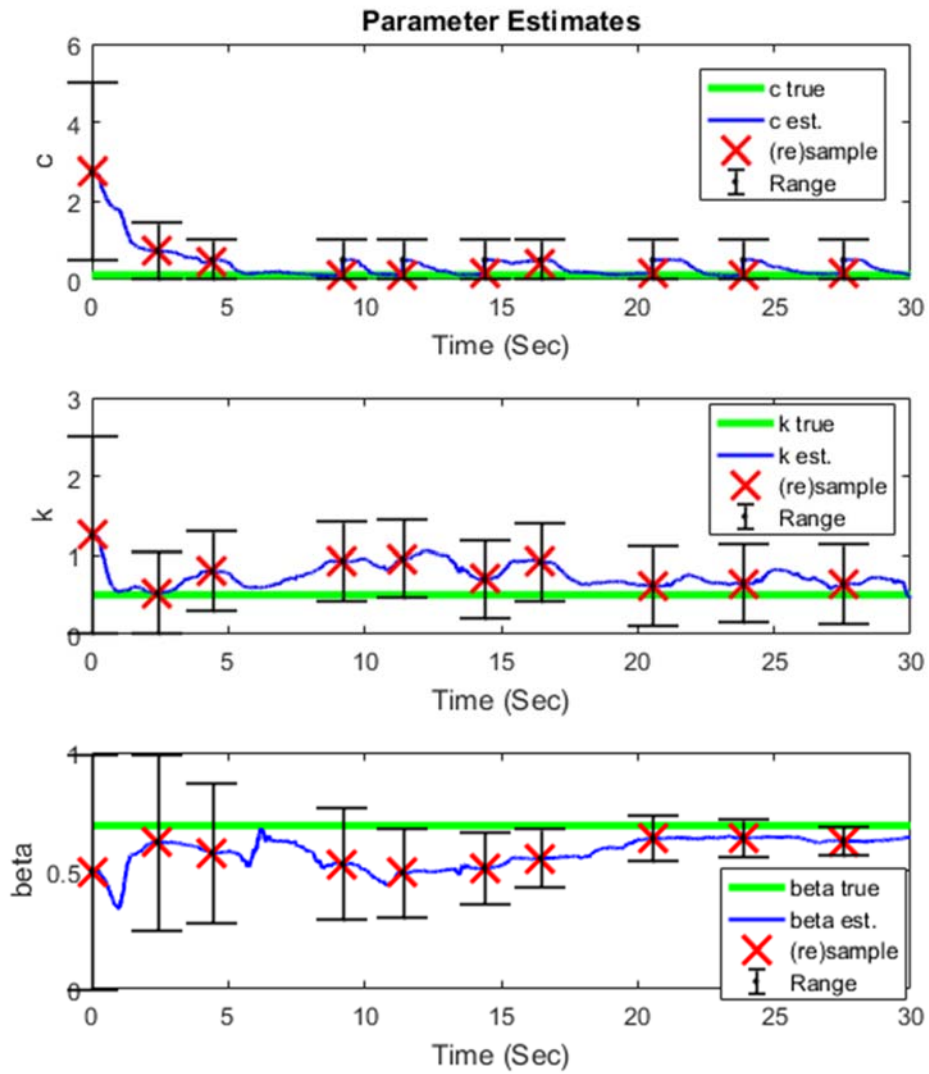 Parameter Estimates
6
4
2
0
c
c true
c est.
(re)sample
Range
0 5 10 15 20 25 30
Time (Sec)
3
2
1
0
k
k true
k est.
(re)sample
Range
0 5 10 15 20 25 30
Time (Sec)
1
0.5
0
beta
beta true
beta est.
(re)sample
Range
0 5 10 15 20 25 30
Time (Sec)